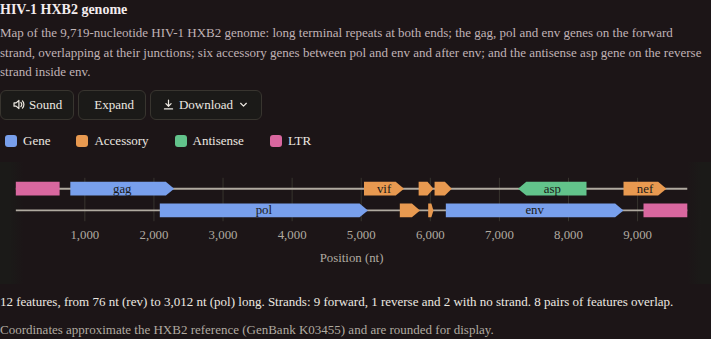 HIV-1 HXB2 genome
Map of the 9,719-nucleotide HIV-1 HXB2 genome: long terminal repeats at both ends; the gag, pol and env genes on the forward
strand, overlapping at their junctions; six accessory genes between pol and env and after env; and the antisense asp gene on the reverse
strand inside env.
Sound Expand Download
Gene Accessory Antisense LTR
gag vif asp nef
pol env
1,000 2,000 3,000 4,000 5,000 6,000 7,000 8,000 9,000
Position (nt)
12 features, from 76 nt (rev) to 3,012 nt (pol) long. Strands: 9 forward, 1 reverse and 2 with no strand. 8 pairs of features overlap.
Coordinates approximate the HXB2 reference (GenBank K03455) and are rounded for display.